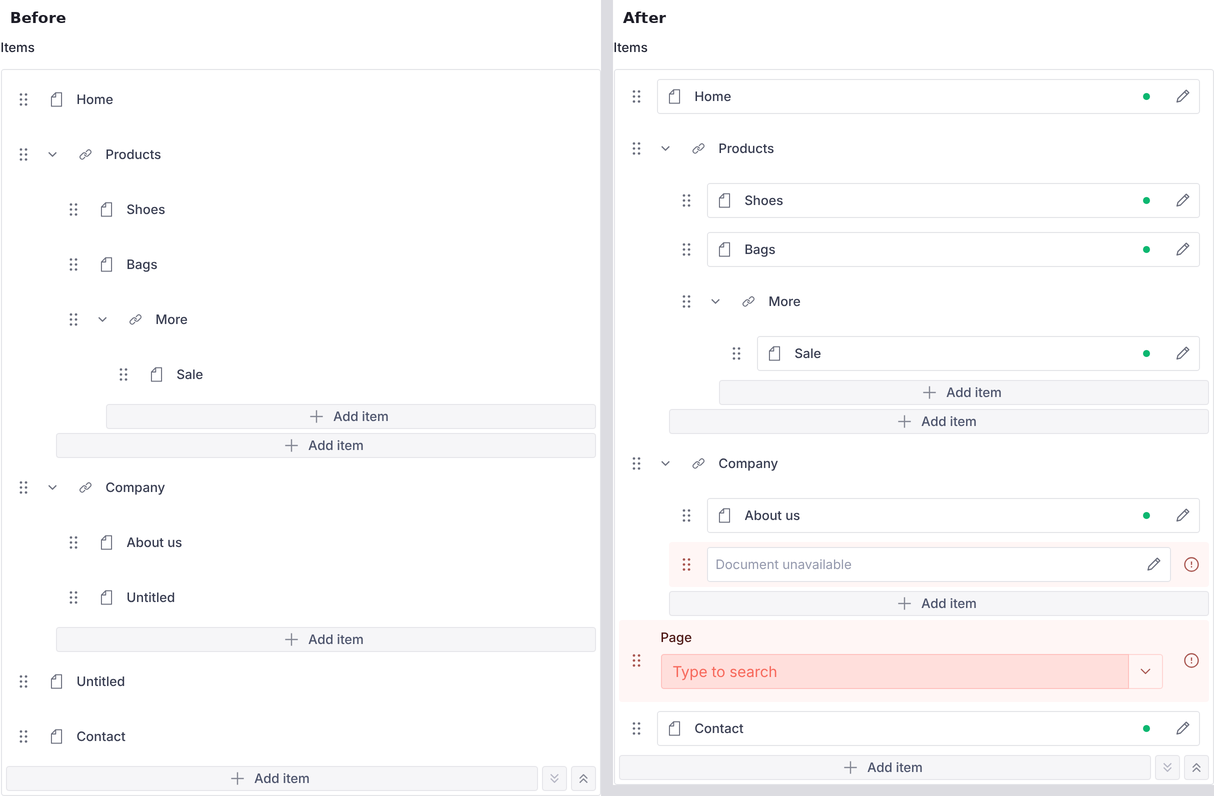 Before
Items
Home
Products
Shoes
Bags
More
Sale
Add item
Add item
Company
About us
Untitled
Add item
Untitled
Contact
Add item
After
Items
Home
Products
Shoes
Bags
More
Sale
Add item
Add item
Company
About us
Document unavailable
Add item
Page
Type to search
Contact
Add item